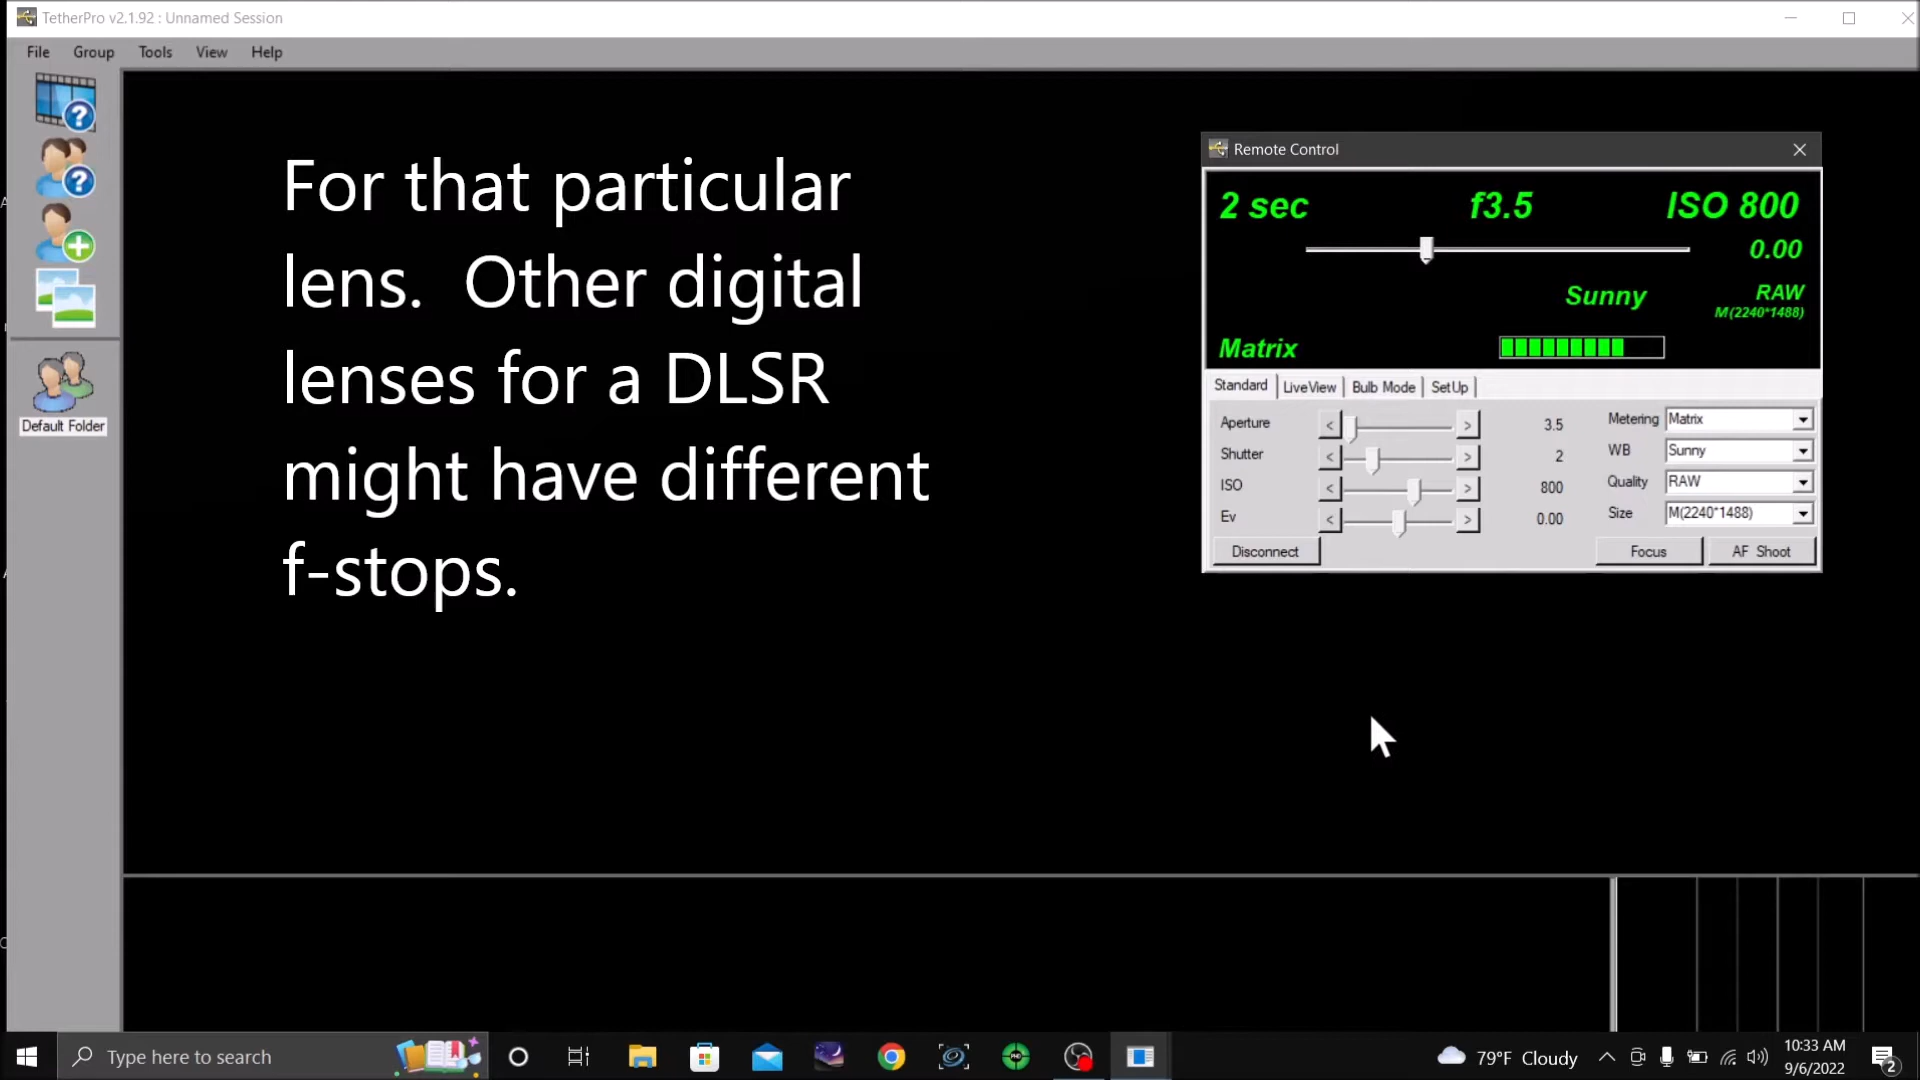 TetherPro v2.1.92 : Unnamed Session
File Group Tools View Help
For that particular
lens. Other digital
lenses for a DLSR
might have different
f-stops.
Default Folder
Remote Control
2 sec f3.5 ISO 800
0.00
Sunny RAW
M(2240*1488)
Matrix
Standard LiveView Bulb Mode SetUp
Aperture < > 3.5 Metering Matrix
Shutter < > 2 WB Sunny
ISO < > 800 Quality RAW
Ev < > 0.00 Size M(2240*1488)
Disconnect Focus AF Shoot
Type here to search
79°F Cloudy
10:33 AM
9/6/2022
2